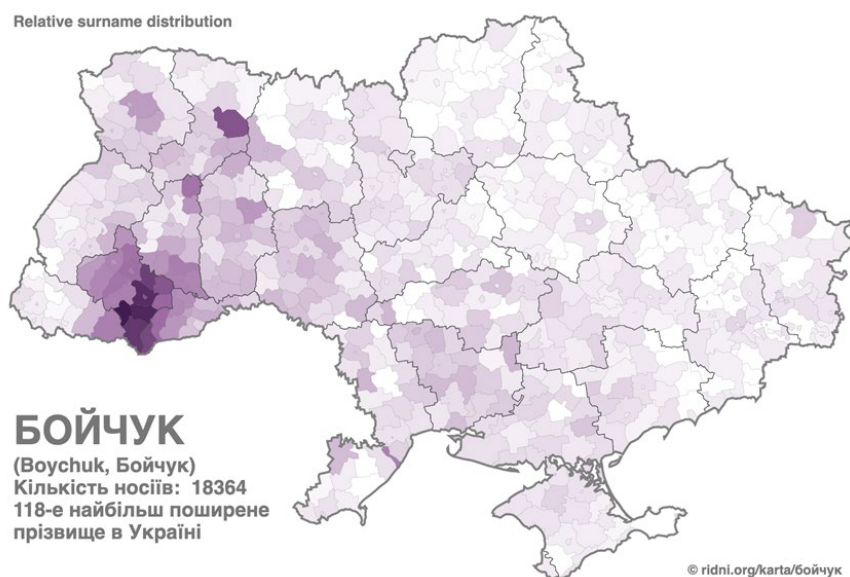 Relative surname distribution
БОЙЧУК
(Boychuk, Бойчук)
Кількість носіїв: 18364
118-е найбільш поширене
прізвище в Україні
© ridni.org/karta/бойчук